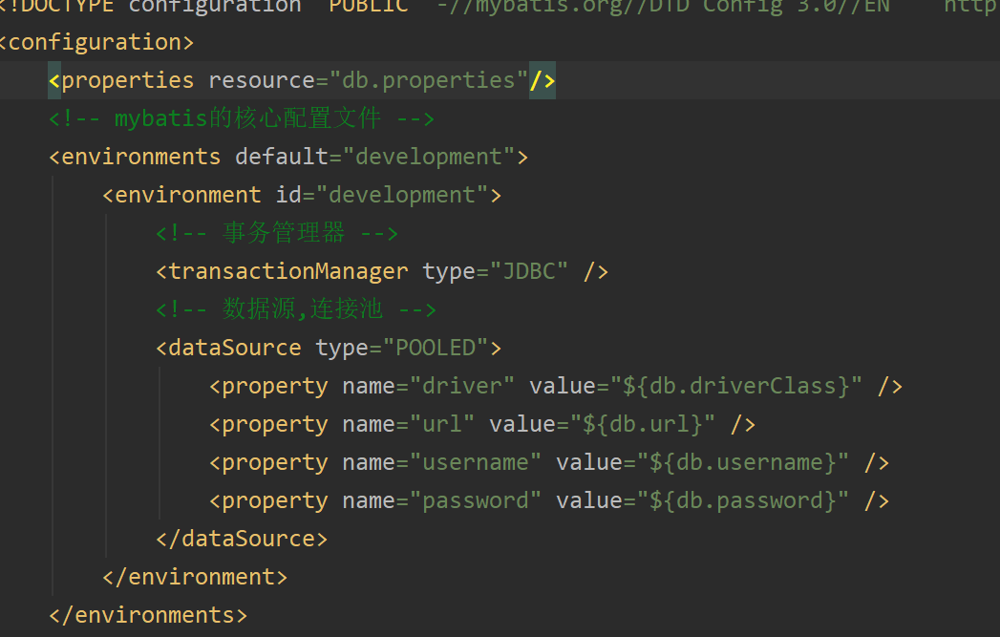 <!DOCTYPE configuration PUBLIC "-//mybatis.org//DTD Config 3.0//EN" "http
<configuration>
<properties resource="db.properties"/>
<!-- mybatis的核心配置文件 -->
<environments default="development">
<environment id="development">
<!-- 事务管理器 -->
<transactionManager type="JDBC" />
<!-- 数据源,连接池 -->
<dataSource type="POOLED">
<property name="driver" value="${db.driverClass}" />
<property name="url" value="${db.url}" />
<property name="username" value="${db.username}" />
<property name="password" value="${db.password}" />
</dataSource>
</environment>
</environments>